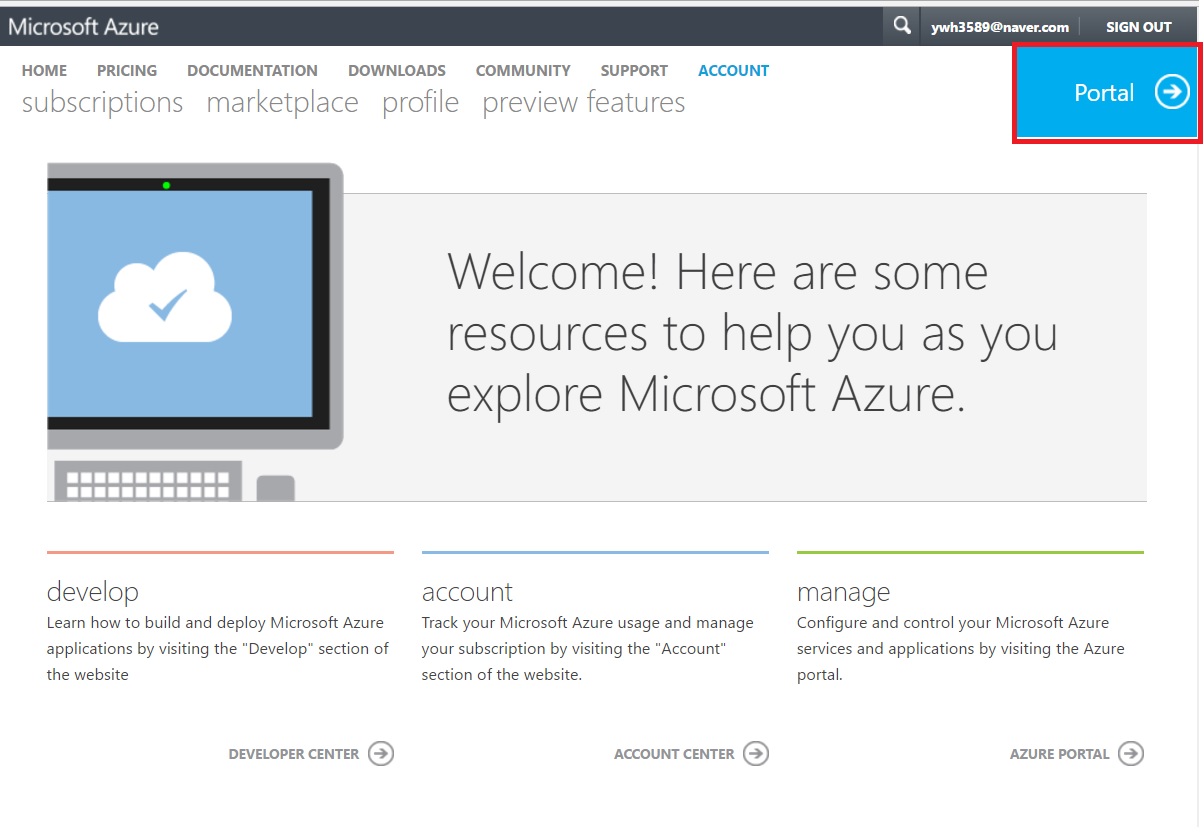 Microsoft Azure
ywh3589@naver.com
SIGN OUT
HOME PRICING DOCUMENTATION DOWNLOADS COMMUNITY SUPPORT ACCOUNT
subscriptions marketplace profile preview features
Portal
Welcome! Here are some
resources to help you as you
explore Microsoft Azure.
develop
Learn how to build and deploy Microsoft Azure
applications by visiting the "Develop" section of
the website
DEVELOPER CENTER
account
Track your Microsoft Azure usage and manage
your subscription by visiting the "Account"
section of the website.
ACCOUNT CENTER
manage
Configure and control your Microsoft Azure
services and applications by visiting the Azure
portal.
AZURE PORTAL